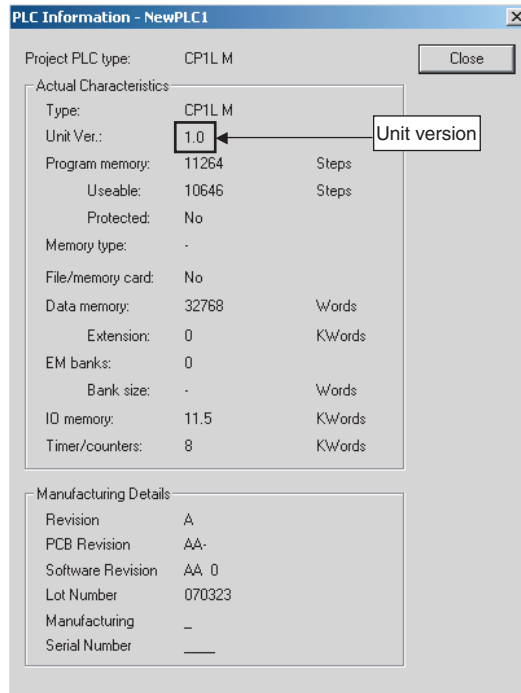 PLC Information - NewPLC1
Project PLC type: CP1L M Close
Actual Characteristics
Type: CP1L M
Unit Ver.: 1.0 Unit version
Program memory: 11264 Steps
Useable: 10646 Steps
Protected: No
Memory type: -
File/memory card: No
Data memory: 32768 Words
Extension: 0 KWords
EM banks: 0
Bank size: - Words
IO memory: 11.5 KWords
Timer/counters: 8 KWords
Manufacturing Details
Revision A
PCB Revision AA-
Software Revision AA 0
Lot Number 070323
Manufacturing _
Serial Number ____